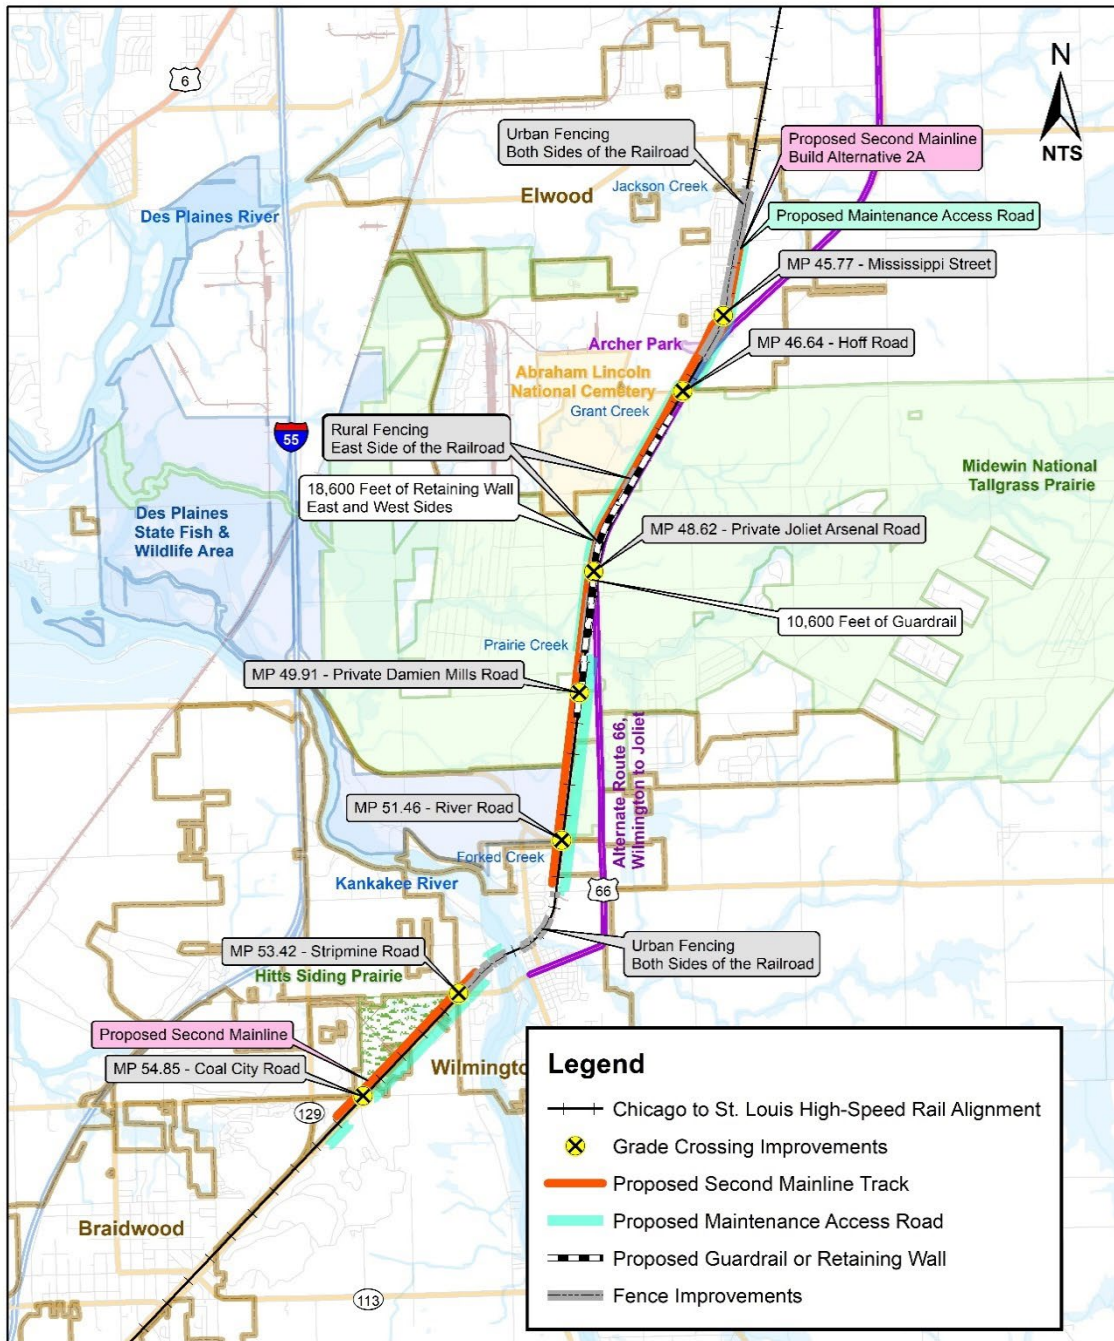 6
N
NTS
Urban Fencing
Both Sides of the Railroad
Proposed Second Mainline
Build Alternative 2A
Elwood
Jackson Creek
Des Plaines River
Proposed Maintenance Access Road
MP 45.77 - Mississippi Street
Archer Park
MP 46.64 - Hoff Road
Abraham Lincoln
National Cemetery
Grant Creek
55
Rural Fencing
East Side of the Railroad
Midewin National
Tallgrass Prairie
18,600 Feet of Retaining Wall
East and West Sides
Des Plaines
State Fish &
Wildlife Area
MP 48.62 - Private Joliet Arsenal Road
10,600 Feet of Guardrail
Prairie Creek
MP 49.91 - Private Damien Mills Road
Alternate Route 66,
Wilmington to Joliet
MP 51.46 - River Road
Forked Creek
Kankakee River
66
MP 53.42 - Stripmine Road
Urban Fencing
Both Sides of the Railroad
Hitts Siding Prairie
Proposed Second Mainline
MP 54.85 - Coal City Road
Wilmingto
129
Braidwood
113
Legend
Chicago to St. Louis High-Speed Rail Alignment
Grade Crossing Improvements
Proposed Second Mainline Track
Proposed Maintenance Access Road
Proposed Guardrail or Retaining Wall
Fence Improvements